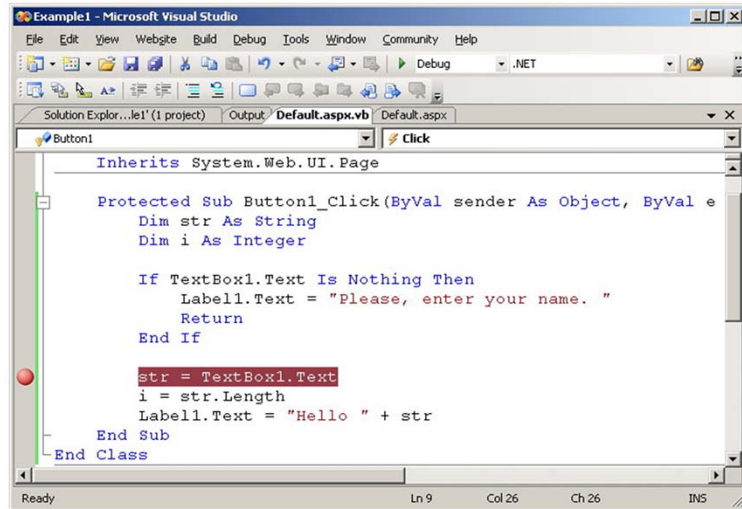 Example1 - Microsoft Visual Studio
File Edit View Website Build Debug Tools Window Community Help
Debug .NET
Solution Explor...le1' (1 project) Output Default.aspx.vb Default.aspx
Button1 Click
Inherits System.Web.UI.Page
Protected Sub Button1_Click(ByVal sender As Object, ByVal e
Dim str As String
Dim i As Integer
If TextBox1.Text Is Nothing Then
Label1.Text = "Please, enter your name. "
Return
End If
str = TextBox1.Text
i = str.Length
Label1.Text = "Hello " + str
End Sub
End Class
Ready Ln 9 Col 26 Ch 26 INS